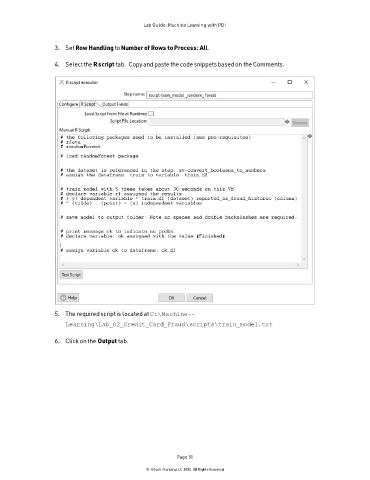 Lab Guide: Machine Learning with PDI
3. Set Row Handling to Number of Rows to Process: All.
4. Select the R script tab. Copy and paste the code snippets based on the Comments.
R script executor
Step name: rscript-train_model_random_forest
Configure R Script Output Fields
Load Script From File at Runtime
Script File Location:
Browse
Manual R Script:
# the following packages need to be installed (see pre-requisites)
# rJava
# randomForest
# load randomForest package
# the dataset is referenced in the step: sv-convert_booleans_to_numbers
# assign the dataframe: train to variable: train.df
# train model with 5 trees takes about 30 seconds on this VM
# declare variable rf assigned the results
# ( y) dependent variable = train.df (dataset) reported_as_fraud_historic (column)
# ~ (tilde) . (point) = (x) independent variables
# save model to output folder. Note no spaces and double backslashes are required.
# print message ok to indicate no probs.
# declare variable: ok assigned with the value (Finished)
# assign variable ok to dataframe: ok.df
Test Script
Help OK Cancel
5. The required script is located at C:\Machine--
Learning\Lab_02_Credit_Card_Fraud\scripts\train_model.txt
6. Click on the Output tab.
Page 30
© Hitachi Vantara LLC 2020. All Rights Reserved